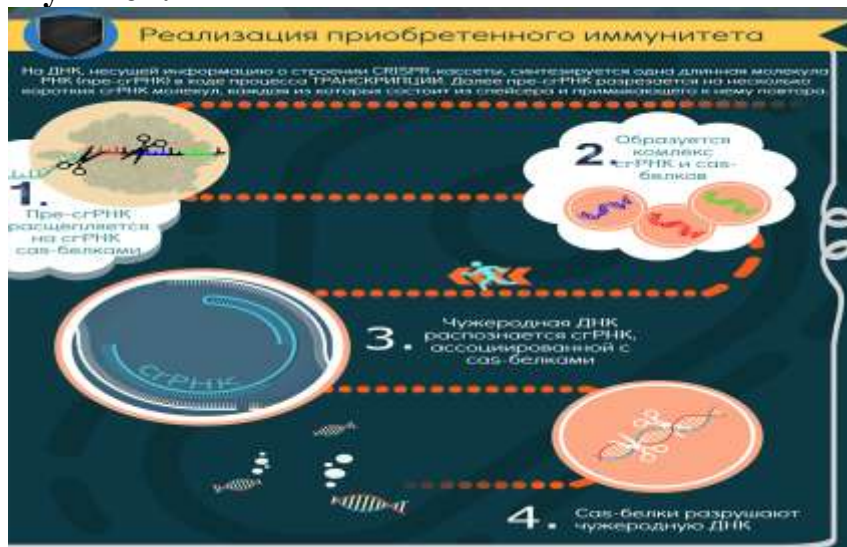 Реализация приобретенного иммунитета
На ДНК, несущей информацию о строении CRISPR-кассеты, синтезируется одна длинная молекула
РНК (пре-crРНК) в ходе процесса ТРАНСКРИПЦИИ. Далее пре-crРНК разрезается на несколько
коротких crРНК молекул, каждая из которых состоит из спейсера и примыкающего к нему повтора.
1.
Пре-crРНК
расщепляется
на crРНК
cas-белками
2.
Образуется
комлекс
crРНК и cas-
белков
3.
Чужеродная ДНК
распознается crРНК,
ассоциированной с
cas-белками
crРНК
4.
Cas-белки разрушают
чужеродную ДНК